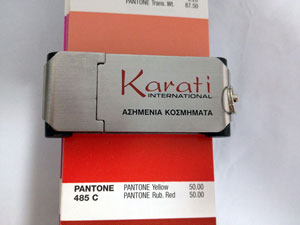 PANTONE Trans. Wt.
87.50
Karati
INTERNATIONAL
ΑΣΗΜΕΝΙΑ ΚΟΣΜΗΜΑΤΑ
PANTONE PANTONE Yellow 50.00
485 C PANTONE Rub. Red 50.00